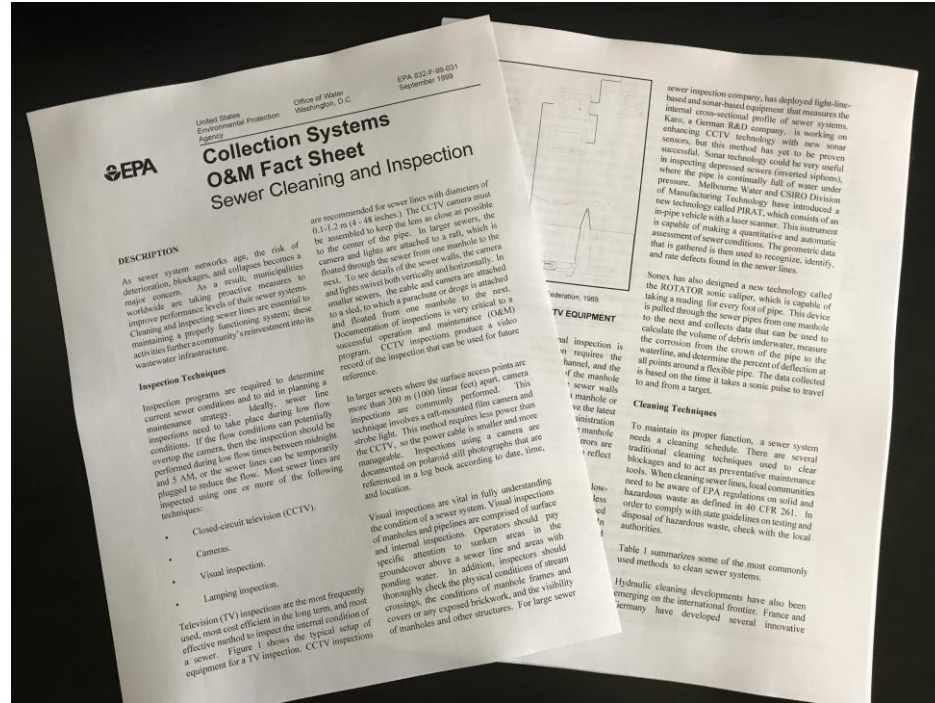 United States
Environmental Protection
Agency
Office of Water
Washington, D.C.
EPA 832-F-99-031
September 1999
EPA
Collection Systems
O&M Fact Sheet
Sewer Cleaning and Inspection
DESCRIPTION
As sewer system networks age, the risk of
deterioration, blockages, and collapses becomes a
major concern. As a result, municipalities
worldwide are taking proactive measures to
improve performance levels of their sewer systems.
Cleaning and inspecting sewer lines are essential to
maintaining a properly functioning system; these
activities further a community's reinvestment into its
wastewater infrastructure.
Inspection Techniques
Inspection programs are required to determine
current sewer conditions and to aid in planning a
maintenance strategy. Ideally, sewer line
inspections need to take place during low flow
conditions. If the flow conditions can potentially
overtop the camera, then the inspection should be
performed during low flow times between midnight
and 5 AM, or the sewer lines can be temporarily
plugged to reduce the flow. Most sewer lines are
inspected using one or more of the following
techniques:
• Closed-circuit television (CCTV).
• Cameras.
• Visual inspection.
• Lamping inspection.
Television (TV) inspections are the most frequently
used, most cost efficient in the long term, and most
effective method to inspect the internal condition of
a sewer. Figure 1 shows the typical setup of
equipment for a TV inspection. CCTV inspections
are recommended for sewer lines with diameters of
0.1-1.2 m (4 - 48 inches.) The CCTV camera must
be assembled to keep the lens as close as possible
to the center of the pipe. In larger sewers, the
camera and lights are attached to a raft, which is
floated through the sewer from one manhole to the
next. To see details of the sewer walls, the camera
and lights swivel both vertically and horizontally. In
smaller sewers, the cable and camera are attached
to a sled, to which a parachute or droge is attached
and floated from one manhole to the next.
Documentation of inspections is very critical to a
successful operation and maintenance (O&M)
program. CCTV inspections produce a video
record of the inspection that can be used for future
reference.
In larger sewers where the surface access points are
more than 300 m (1000 linear feet) apart, camera
inspections are commonly performed. This
technique involves a raft-mounted film camera and
strobe light. This method requires less power than
the CCTV, so the power cable is smaller and more
manageable. Inspections using a camera are
documented on polaroid still photographs that are
referenced in a log book according to date, time,
and location.
Visual inspections are vital in fully understanding
the condition of a sewer system. Visual inspections
of manholes and pipelines are comprised of surface
and internal inspections. Operators should pay
specific attention to sunken areas in the
groundcover above a sewer line and areas with
ponding water. In addition, inspectors should
thoroughly check the physical conditions of stream
crossings, the conditions of manhole frames and
covers or any exposed brickwork, and the visibility
of manholes and other structures. For large sewer
Federation, 1989
TV EQUIPMENT
inspection is
requires the
channel, and the
of the manhole
sewer walls
manhole or
the latest
manhole
are
reflect
low-
less
sewer inspection company, has deployed light-line-
based and sonar-based equipment that measures the
internal cross-sectional profile of sewer systems.
Karo, a German R&D company, is working on
enhancing CCTV technology with new sonar
sensors, but this method has yet to be proven
successful. Sonar technology could be very useful
in inspecting depressed sewers (inverted siphons),
where the pipe is continually full of water under
pressure. Melbourne Water and CSIRO Division
of Manufacturing Technology have introduced a
new technology called PIRAT, which consists of an
in-pipe vehicle with a laser scanner. This instrument
is capable of making a quantitative and automatic
assessment of sewer conditions. The geometric data
that is gathered is then used to recognize, identify,
and rate defects found in the sewer lines.
Sonex has also designed a new technology called
the ROTATOR sonic caliper, which is capable of
taking a reading for every foot of pipe. This device
is pulled through the sewer pipes from one manhole
to the next and collects data that can be used to
calculate the volume of debris underwater, measure
the corrosion from the crown of the pipe to the
waterline, and determine the percent of deflection at
all points around a flexible pipe. The data collected
is based on the time it takes a sonic pulse to travel
to and from a target.
Cleaning Techniques
To maintain its proper function, a sewer system
needs a cleaning schedule. There are several
traditional cleaning techniques used to clear
blockages and to act as preventative maintenance
tools. When cleaning sewer lines, local communities
need to be aware of EPA regulations on solid and
hazardous waste as defined in 40 CFR 261. In
order to comply with state guidelines on testing and
disposal of hazardous waste, check with the local
authorities.
Table 1 summarizes some of the most commonly
used methods to clean sewer systems.
Hydraulic cleaning developments have also been
emerging on the international frontier. France and
Germany have developed several innovative